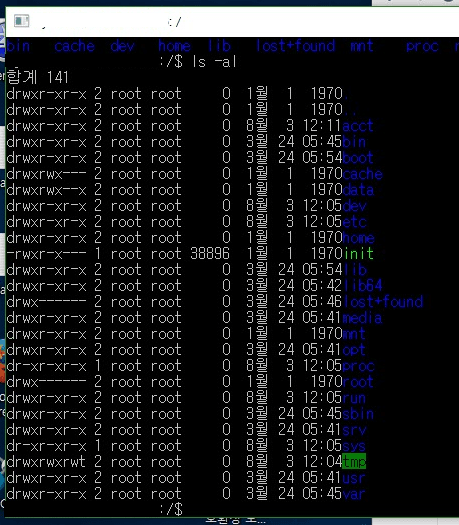 :/
bin cache dev home lib lost+found mnt proc
:/$ ls -al
합계 141
drwxr-xr-x 2 root root 0 1월 1 1970 .
drwxr-xr-x 2 root root 0 1월 1 1970 ..
drwxr-xr-x 2 root root 0 8월 3 12:11 acct
drwxr-xr-x 2 root root 0 3월 24 05:45 bin
drwxr-xr-x 2 root root 0 3월 24 05:54 boot
drwxrwx--- 2 root root 0 1월 1 1970 cache
drwxrwx--x 2 root root 0 1월 1 1970 data
drwxr-xr-x 2 root root 0 8월 3 12:05 dev
drwxr-xr-x 2 root root 0 8월 3 12:05 etc
drwxr-xr-x 2 root root 0 1월 1 1970 home
-rwxr-x--- 1 root root 38896 1월 1 1970 init
drwxr-xr-x 2 root root 0 3월 24 05:54 lib
drwxr-xr-x 2 root root 0 3월 24 05:42 lib64
drwx------ 2 root root 0 3월 24 05:46 lost+found
drwxr-xr-x 2 root root 0 3월 24 05:41 media
drwxr-xr-x 2 root root 0 1월 1 1970 mnt
drwxr-xr-x 2 root root 0 3월 24 05:41 opt
dr-xr-xr-x 1 root root 0 8월 3 12:05 proc
drwx------ 2 root root 0 1월 1 1970 root
drwxr-xr-x 2 root root 0 8월 3 12:05 run
drwxr-xr-x 2 root root 0 3월 24 05:45 sbin
drwxr-xr-x 2 root root 0 3월 24 05:41 srv
dr-xr-xr-x 1 root root 0 8월 3 12:05 sys
drwxrwxrwt 2 root root 0 8월 3 12:04 tmp
drwxr-xr-x 2 root root 0 3월 24 05:41 usr
drwxr-xr-x 2 root root 0 3월 24 05:45 var
:/$